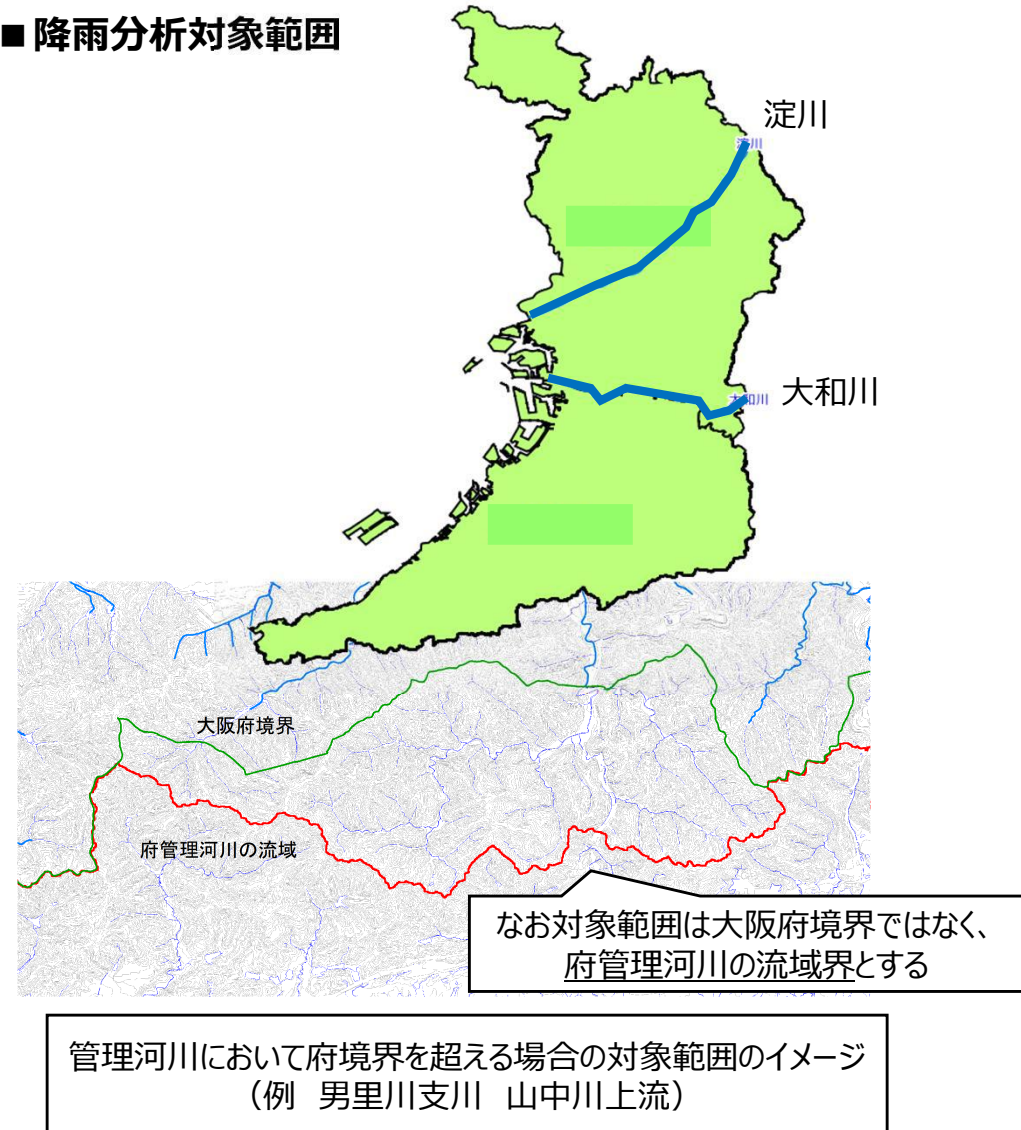 ■ 降雨分析対象範囲
淀川
淀川
大和川
大和川
大阪府境界
府管理河川の流域
なお対象範囲は大阪府境界ではなく、
府管理河川の流域界とする
管理河川において府境界を超える場合の対象範囲のイメージ
（例　男里川支川　山中川上流）